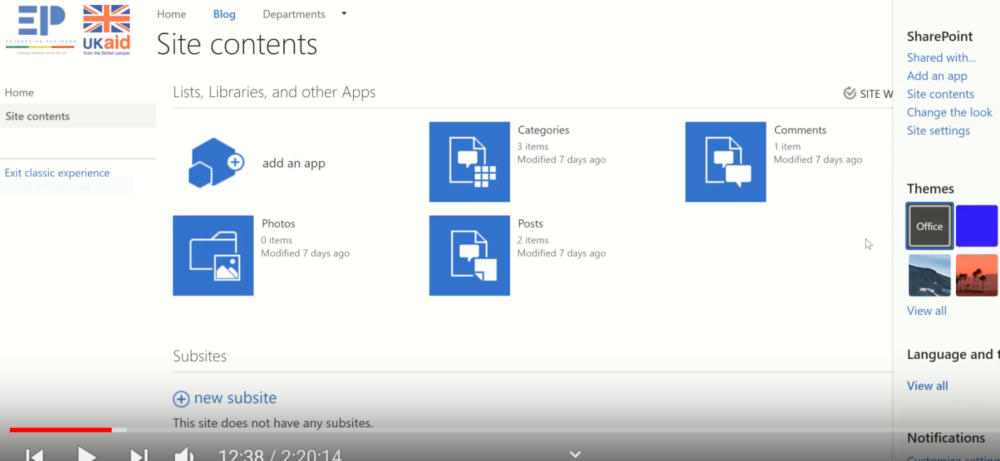 EP
ENTERPRISE PARTNERS
making markets work for all
UKaid
from the British people
Home
Blog
Departments
Site contents
Home
Site contents
Exit classic experience
Full-screen Snip
Lists, Libraries, and other Apps
SITE W
add an app
Categories
3 items
Modified 7 days ago
Comments
1 item
Modified 7 days ago
Photos
0 items
Modified 7 days ago
Posts
2 items
Modified 7 days ago
Subsites
new subsite
This site does not have any subsites.
12:38 / 2:20:14
SharePoint
Shared with...
Add an app
Site contents
Change the look
Site settings
Themes
Office
View all
Language and t
View all
Notifications
Customize setting